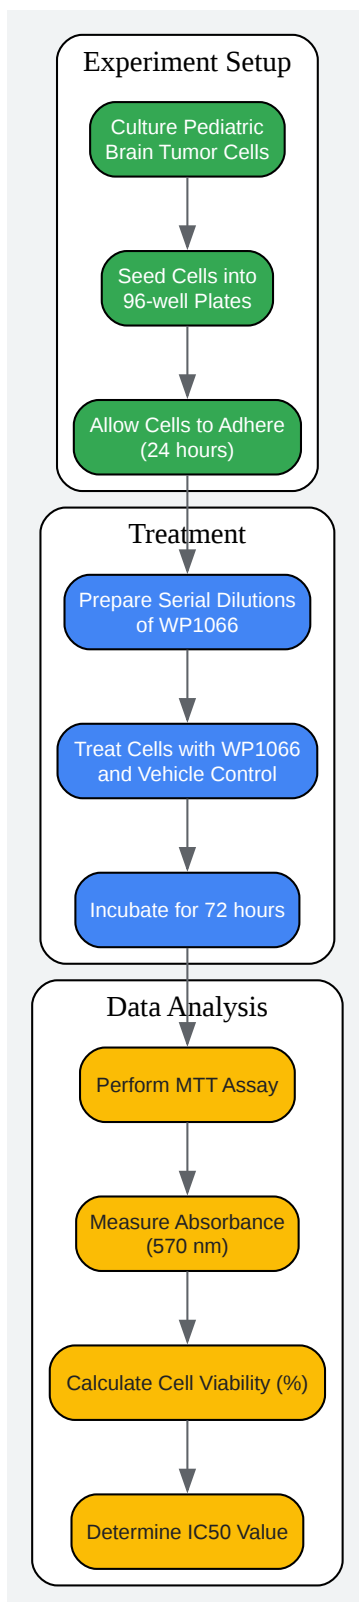 Experiment Setup
Culture Pediatric
Brain Tumor Cells
Seed Cells into
96-well Plates
Allow Cells to Adhere
(24 hours)
Treatment
Prepare Serial Dilutions
of WP1066
Treat Cells with WP1066
and Vehicle Control
Incubate for 72 hours
Data Analysis
Perform MTT Assay
Measure Absorbance
(570 nm)
Calculate Cell Viability (%)
Determine IC50 Value